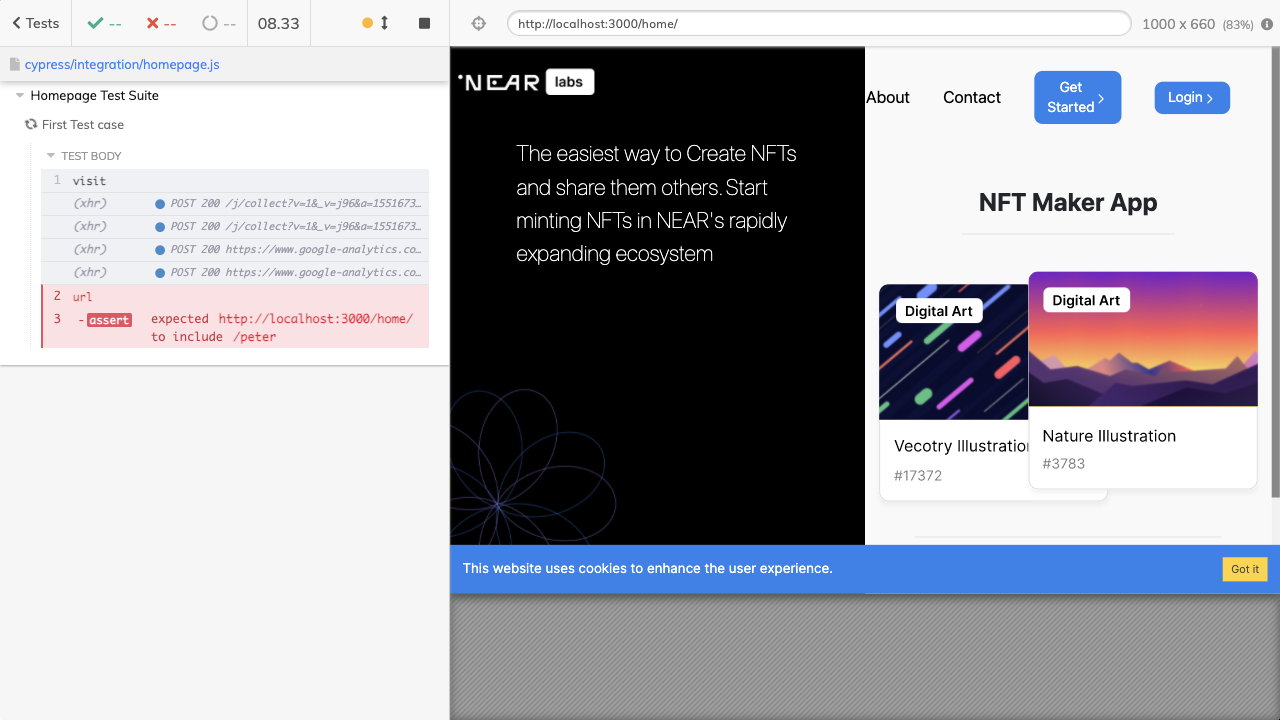 Tests
--
--
--
08.33
http://localhost:3000/home/
1000 x 660 (83%)
cypress/integration/homepage.js
Homepage Test Suite
First Test case
TEST BODY
1 visit
(xhr) POST 200 /j/collect?v=1&_v=j96&a=1551673…
(xhr) POST 200 /j/collect?v=1&_v=j96&a=1551673…
(xhr) POST 200 https://www.google-analytics.co…
(xhr) POST 200 https://www.google-analytics.co…
2 url
3 -assert expected http://localhost:3000/home/
to include /peter
NEAR labs
The easiest way to Create NFTs
and share them others. Start
minting NFTs in NEAR's rapidly
expanding ecosystem
About
Contact
Get
Started
Login
NFT Maker App
Digital Art
Vecotry Illustration
#17372
Digital Art
Nature Illustration
#3783
This website uses cookies to enhance the user experience.
Got it